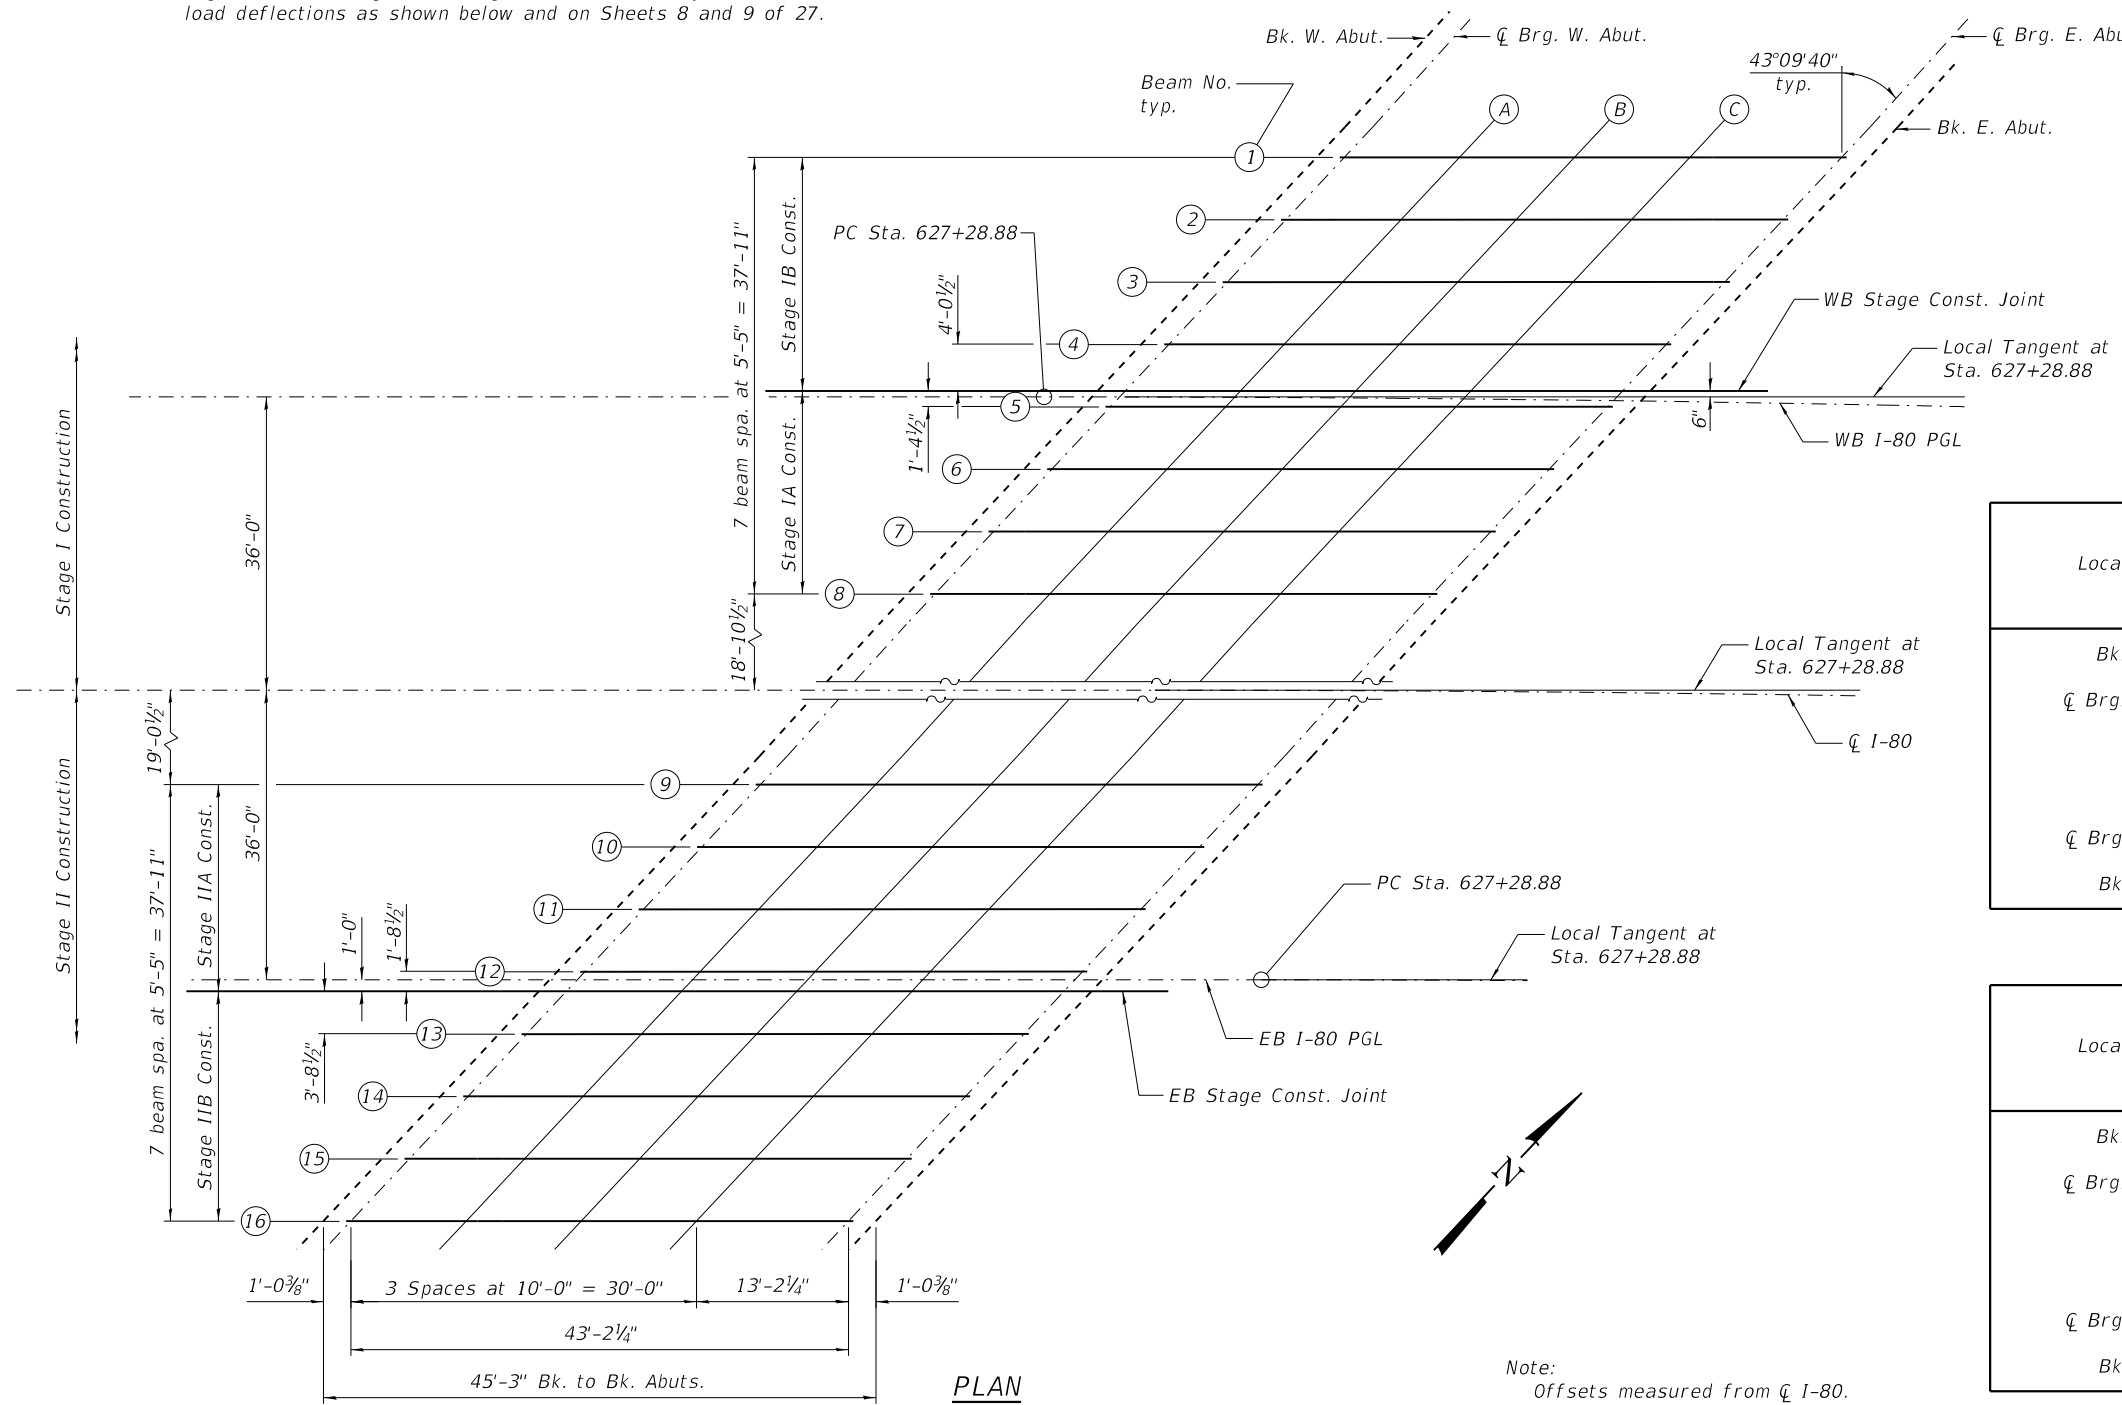 load deflections as shown below and on Sheets 8 and 9 of 27.
Bk. W. Abut.
℄ Brg. W. Abut.
℄ Brg. E. Abu
43°09'40"
typ.
Beam No.
typ.
A
B
C
Bk. E. Abut.
1
2
3
4
5
6
7
8
PC Sta. 627+28.88
7 beam spa. at 5'-5" = 37'-11"
Stage IB Const.
Stage IA Const.
4'-0½"
1'-4½"
6"
WB Stage Const. Joint
Local Tangent at
Sta. 627+28.88
WB I-80 PGL
Stage I Construction
36'-0"
18'-10½"
Local Tangent at
Sta. 627+28.88
℄ I-80
19'-0½"
36'-0"
Stage II Construction
7 beam spa. at 5'-5" = 37'-11"
Stage IIA Const.
Stage IIB Const.
1'-0"
1'-8½"
3'-8½"
9
10
11
12
13
14
15
16
PC Sta. 627+28.88
Local Tangent at
Sta. 627+28.88
EB I-80 PGL
EB Stage Const. Joint
N
1'-0⅜"
3 Spaces at 10'-0" = 30'-0"
13'-2¼"
1'-0⅜"
43'-2¼"
45'-3" Bk. to Bk. Abuts.
PLAN
Note:
Offsets measured from ℄ I-80.
Loca
Bk.
℄ Brg.
℄ Brg
Bk
Loca
Bk.
℄ Brg.
℄ Brg
Bk